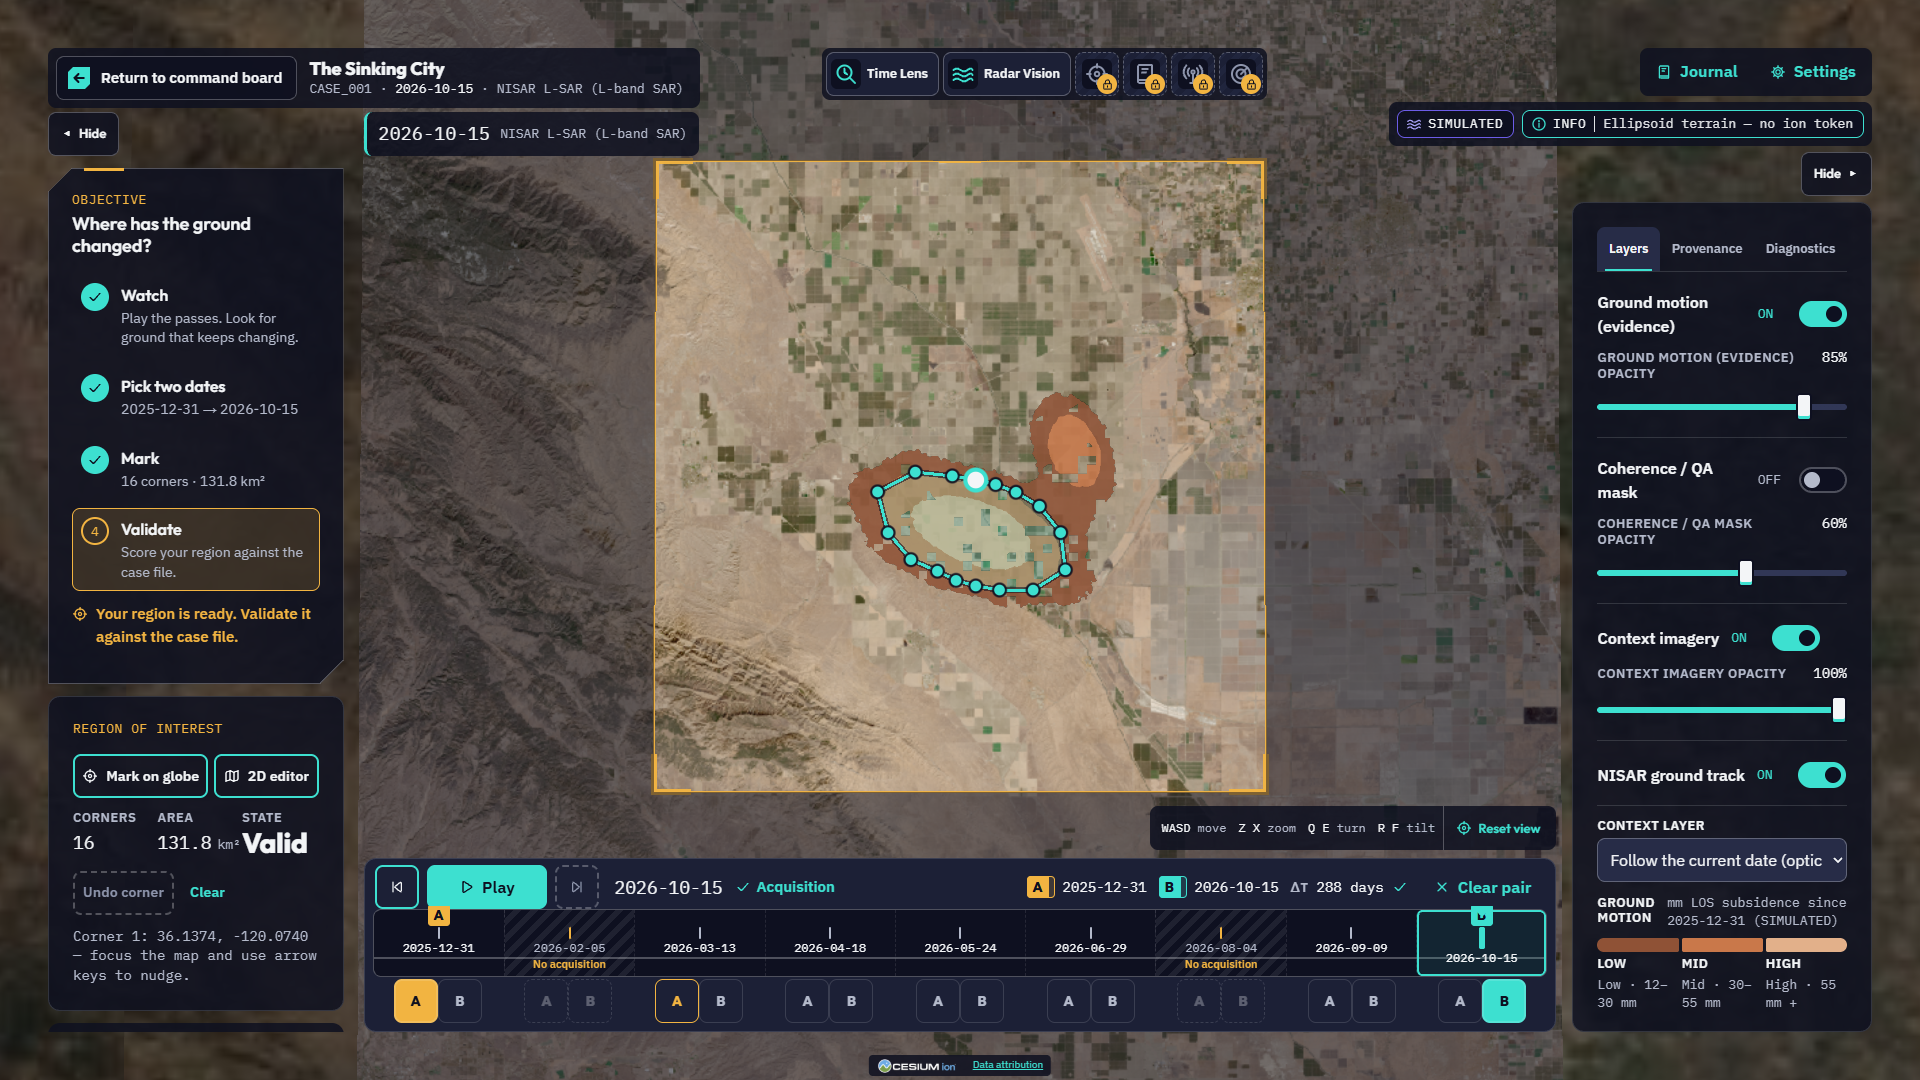 Return to command board
The Sinking City
CASE_001 · 2026-10-15 · NISAR L-SAR (L-band SAR)
Time Lens
Radar Vision
Journal
Settings
Hide
2026-10-15 NISAR L-SAR (L-band SAR)
SIMULATED
INFO | Ellipsoid terrain — no ion token
Hide
OBJECTIVE
Where has the ground
changed?
Watch
Play the passes. Look for
ground that keeps changing.
Pick two dates
2025-12-31 → 2026-10-15
Mark
16 corners · 131.8 km²
4
Validate
Score your region against the
case file.
Your region is ready. Validate it
against the case file.
REGION OF INTEREST
Mark on globe
2D editor
CORNERS AREA STATE
16 131.8 km² Valid
Undo corner
Clear
Corner 1: 36.1374, -120.0740
— focus the map and use arrow
keys to nudge.
Layers Provenance Diagnostics
Ground motion
(evidence)
ON
GROUND MOTION (EVIDENCE)
OPACITY
85%
Coherence / QA
mask
OFF
COHERENCE / QA MASK
OPACITY
60%
Context imagery ON
CONTEXT IMAGERY OPACITY 100%
NISAR ground track ON
CONTEXT LAYER
Follow the current date (optic
GROUND
MOTION
mm LOS subsidence since
2025-12-31 (SIMULATED)
LOW MID HIGH
Low · 12–
30 mm
Mid · 30–
55 mm
High · 55
mm +
WASD move Z X zoom Q E turn R F tilt
Reset view
Play
2026-10-15
Acquisition
A 2025-12-31 B 2026-10-15 ΔT 288 days
Clear pair
A
2025-12-31
2026-02-05
No acquisition
2026-03-13
2026-04-18
2026-05-24
2026-06-29
2026-08-04
No acquisition
2026-09-09
2026-10-15
A B A B A B A B A B A B A B A B A B
CESIUM ion
Data attribution